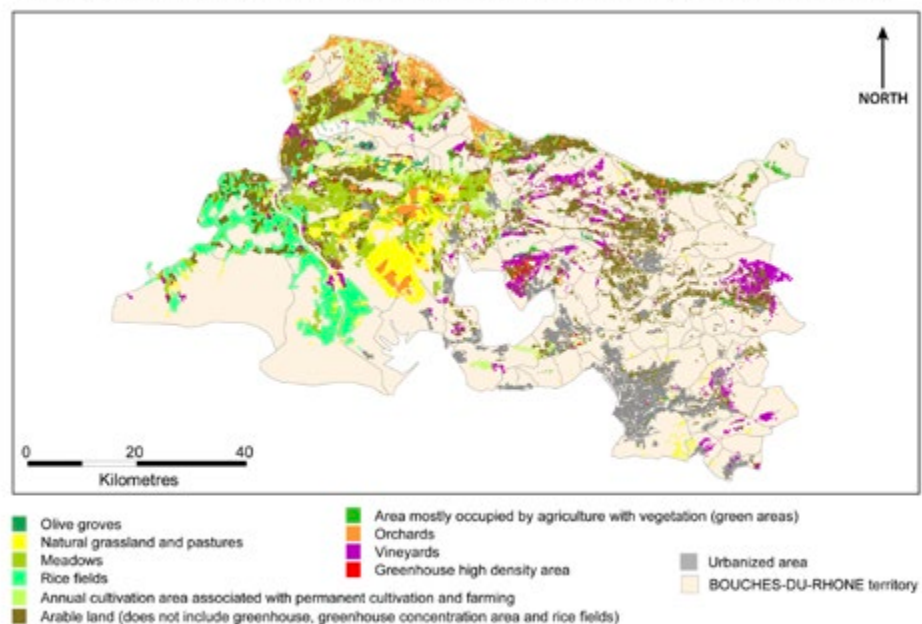 NORTH
0 20 40
Kilometres
Olive groves
Natural grassland and pastures
Meadows
Rice fields
Annual cultivation area associated with permanent cultivation and farming
Arable land (does not include greenhouse, greenhouse concentration area and rice fields)
Area mostly occupied by agriculture with vegetation (green areas)
Orchards
Vineyards
Greenhouse high density area
Urbanized area
BOUCHES-DU-RHONE territory